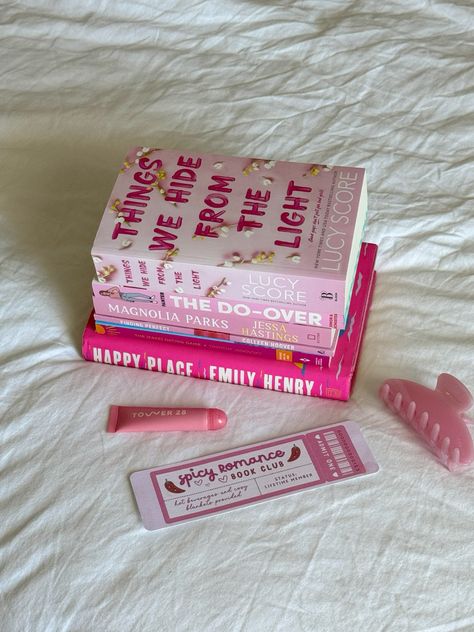 THINGS
WE HIDE
FROM
THE
LIGHT
LUCY SCORE
THINGS
WE HIDE
FROM THE
LIGHT
LUCY
SCORE
B
THE DO-OVER
MAGNOLIA PARKS
JESSA
HASTINGS
FINDING PERFECT
COLLEEN HOOVER
HAPPY PLACE
EMILY HENRY
TOWER 28
spicy romance
BOOK CLUB
hot beverages and cozy
blankets provided
STATUS:
LIFETIME MEMBER
ADMIT ONE